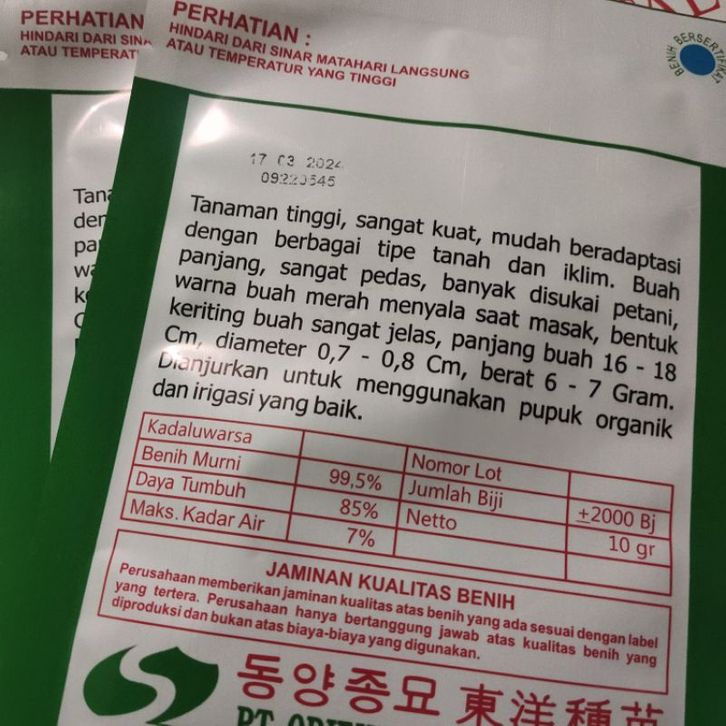 PERHATIAN
HINDARI DARI
ATAU
PERHATIAN :
HINDARI DARI SINAR MATAHARI LANGSUNG
ATAU TEMPERATUR YANG TINGGI
BENIH BERSERTIFIKAT
17 03 2024
Tanaman tinggi, sangat kuat, mudah beradaptasi
dengan berbagai tipe tanah dan iklim. Buah
panjang, sangat pedas, banyak disukai petani,
warna buah merah menyala saat masak, bentuk
keriting buah sangat jelas, panjang buah 16 - 18
Cm, diameter 0,7 - 0,8 Cm, berat 6 - 7 Gram.
Dianjurkan untuk menggunakan pupuk organik
dan irigasi yang baik.
Kadaluwarsa Nomor Lot
Benih Murni 99,5% Jumlah Biji ±2000 Bj
Daya Tumbuh 85% Netto 10 gr
Maks. Kadar Air 7%
JAMINAN KUALITAS BENIH
Perusahaan memberikan jaminan kualitas atas benih yang ada sesuai dengan label
yang tertera. Perusahaan hanya bertanggung jawab atas kualitas benih yang
diproduksi dan bukan atas biaya-biaya yang digunakan.
동양종묘 東洋種苗
PT